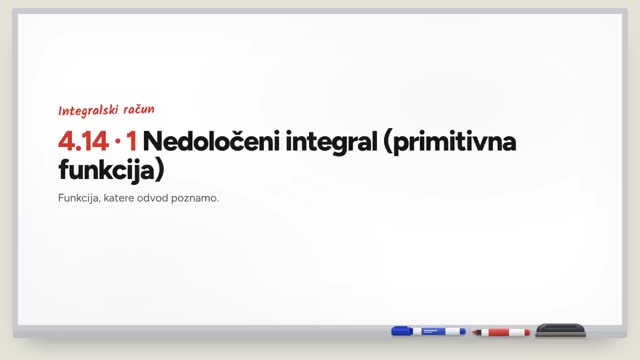 Integralski račun
4.14 · 1 Nedoločeni integral (primitivna
funkcija)
Funkcija, katere odvod poznamo.